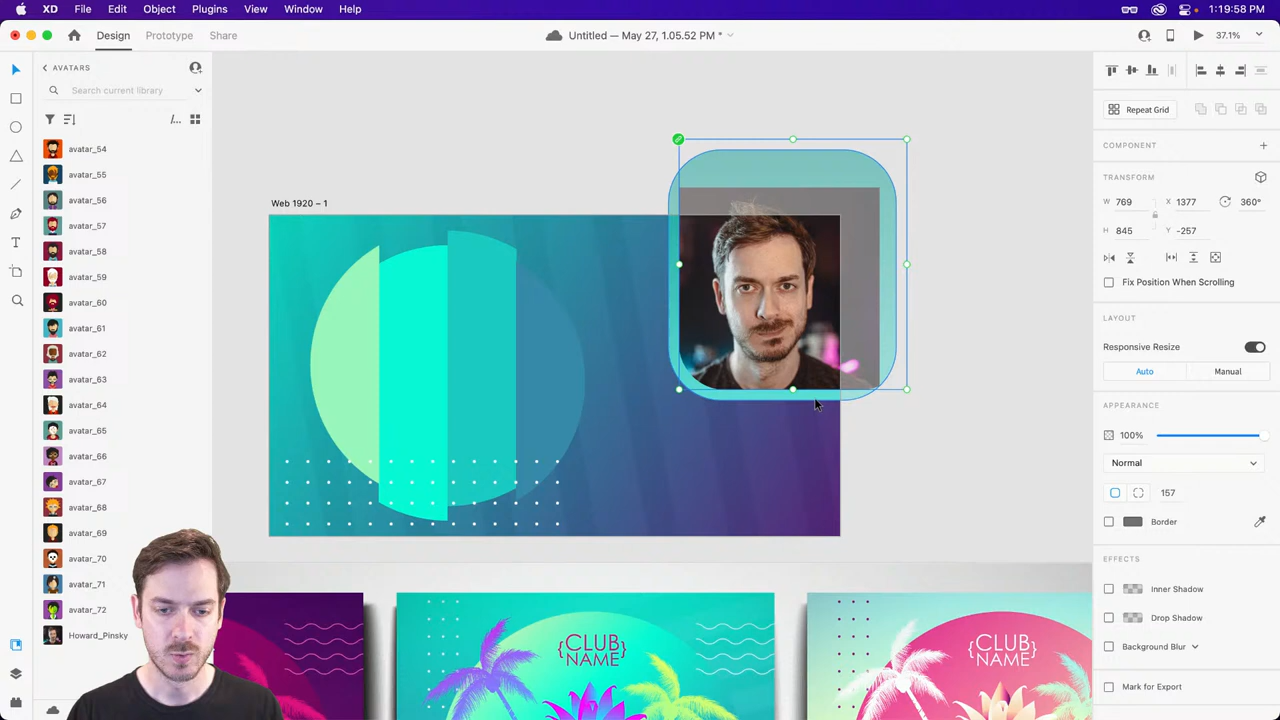 XD File Edit Object Plugins View Window Help 1:19:58 PM
Design Prototype Share Untitled — May 27, 1.05.52 PM * 37.1%
AVATARS
Search current library
/...
avatar_54
avatar_55
avatar_56
avatar_57
avatar_58
avatar_59
avatar_60
avatar_61
avatar_62
avatar_63
avatar_64
avatar_65
avatar_66
avatar_67
avatar_68
avatar_69
avatar_70
avatar_71
avatar_72
Howard_Pinsky
T
Web 1920 – 1
{CLUB
NAME}
{CLUB
NAME}
Repeat Grid
COMPONENT +
TRANSFORM
W 769 X 1377 360°
H 845 Y -257
Fix Position When Scrolling
LAYOUT
Responsive Resize
Auto Manual
APPEARANCE
100%
Normal
157
Border
EFFECTS
Inner Shadow
Drop Shadow
Background Blur
Mark for Export